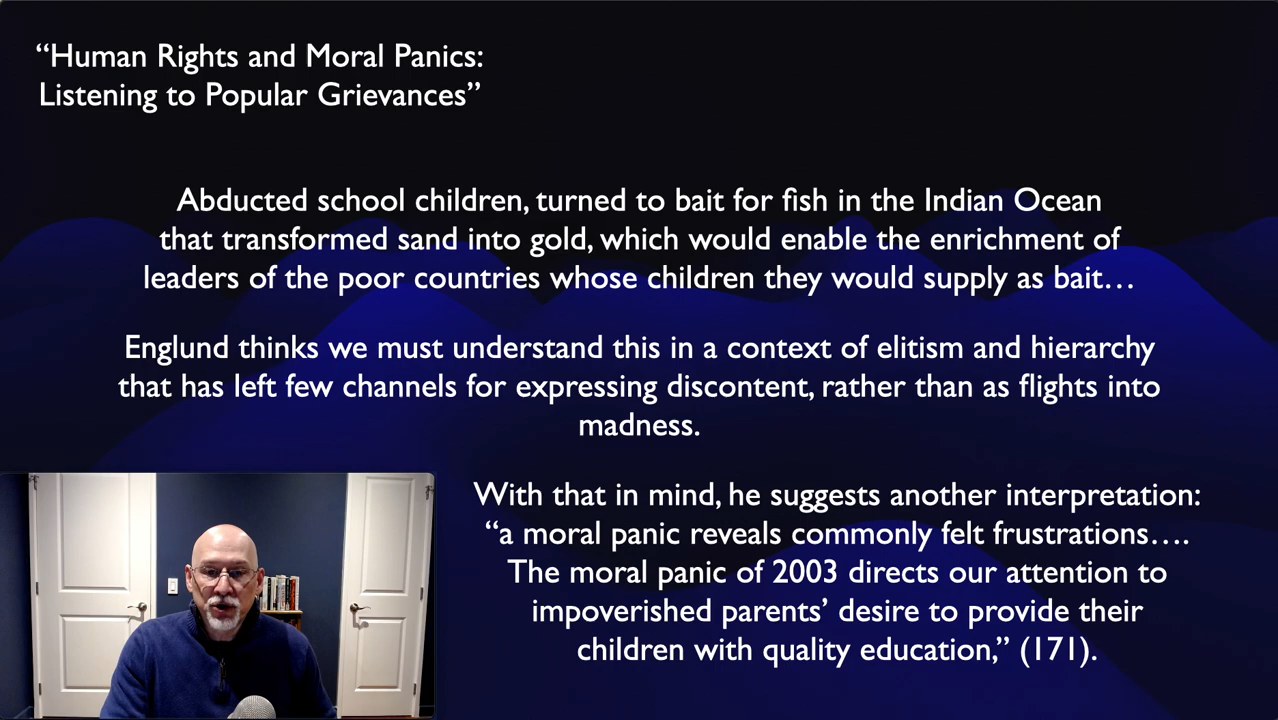 “Human Rights and Moral Panics:
Listening to Popular Grievances”
Abducted school children, turned to bait for fish in the Indian Ocean
that transformed sand into gold, which would enable the enrichment of
leaders of the poor countries whose children they would supply as bait…
Englund thinks we must understand this in a context of elitism and hierarchy
that has left few channels for expressing discontent, rather than as flights into
madness.
With that in mind, he suggests another interpretation:
“a moral panic reveals commonly felt frustrations….
The moral panic of 2003 directs our attention to
impoverished parents’ desire to provide their
children with quality education,” (171).